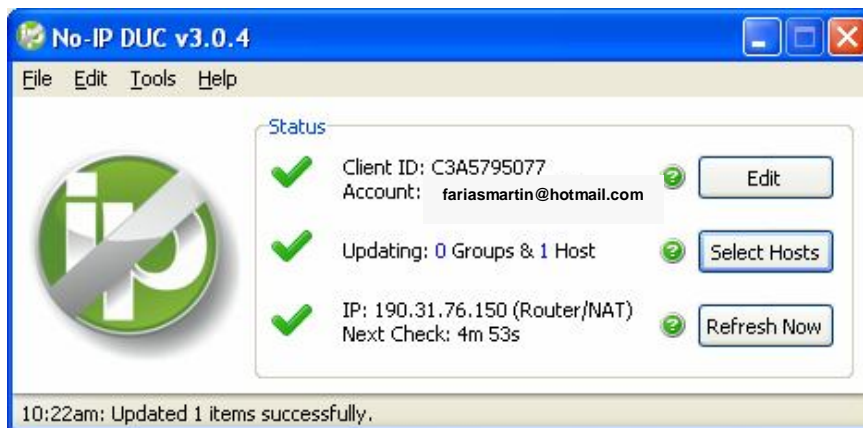 No-IP DUC v3.0.4
File Edit Tools Help
Status
Client ID: C3A5795077
Account: fariasmartin@hotmail.com
Edit
Updating: 0 Groups & 1 Host
Select Hosts
IP: 190.31.76.150 (Router/NAT)
Next Check: 4m 53s
Refresh Now
ip
10:22am: Updated 1 items successfully.